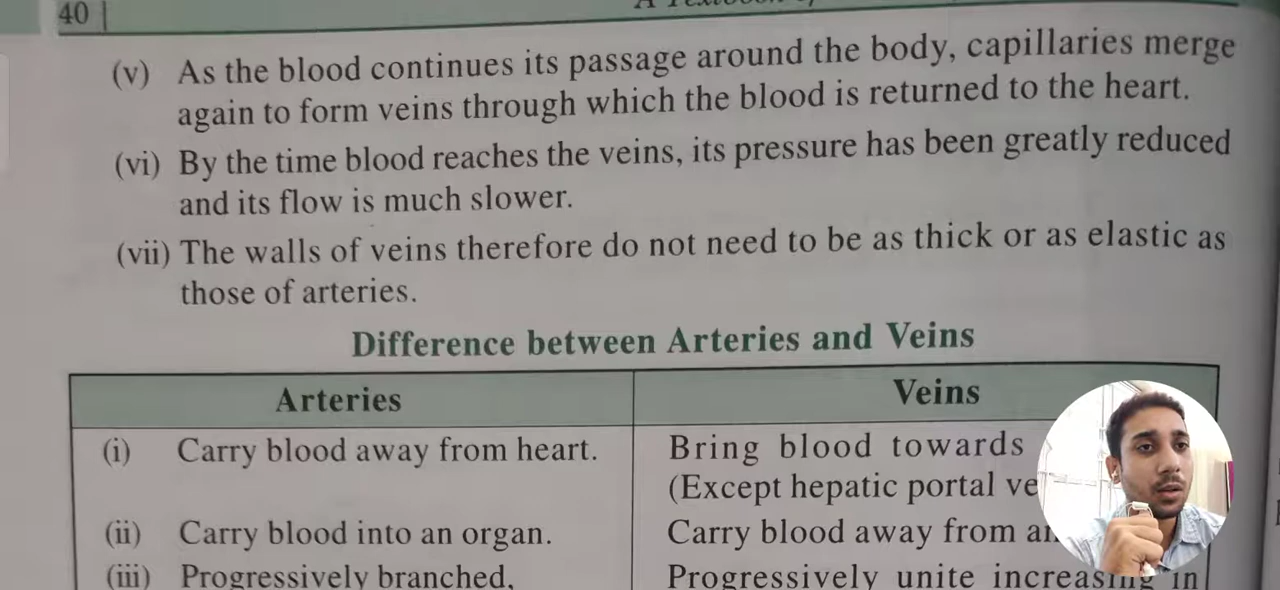 40
(v) As the blood continues its passage around the body, capillaries merge
again to form veins through which the blood is returned to the heart.
(vi) By the time blood reaches the veins, its pressure has been greatly reduced
and its flow is much slower.
(vii) The walls of veins therefore do not need to be as thick or as elastic as
those of arteries.
Difference between Arteries and Veins
Arteries Veins
(i) Carry blood away from heart. Bring blood towards
(Except hepatic portal
(ii) Carry blood into an organ. Carry blood away from
(iii) Progressively branched, Progressively unite increasing in